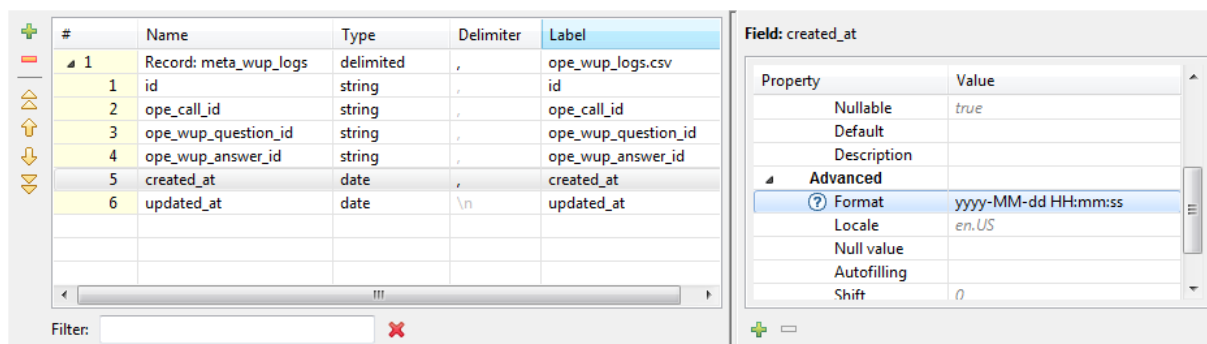 # Name Type Delimiter Label
1 Record: meta_wup_logs delimited , ope_wup_logs.csv
1 id string , id
2 ope_call_id string , ope_call_id
3 ope_wup_question_id string , ope_wup_question_id
4 ope_wup_answer_id string , ope_wup_answer_id
5 created_at date , created_at
6 updated_at date \n updated_at
Filter:
Field: created_at
Property Value
Nullable true
Default
Description
Advanced
? Format yyyy-MM-dd HH:mm:ss
Locale en.US
Null value
Autofilling
Shift 0